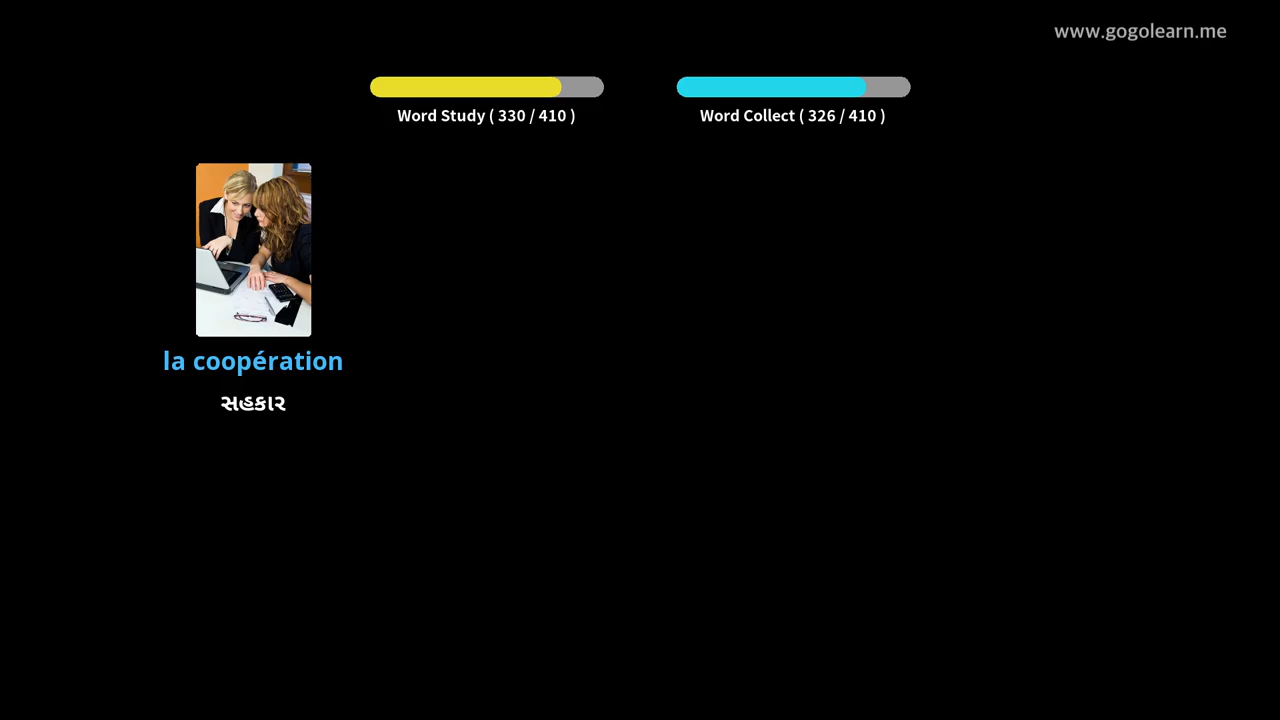 www.gogolearn.me
Word Study ( 330 / 410 )
Word Collect ( 326 / 410 )
la coopération
સહકાર